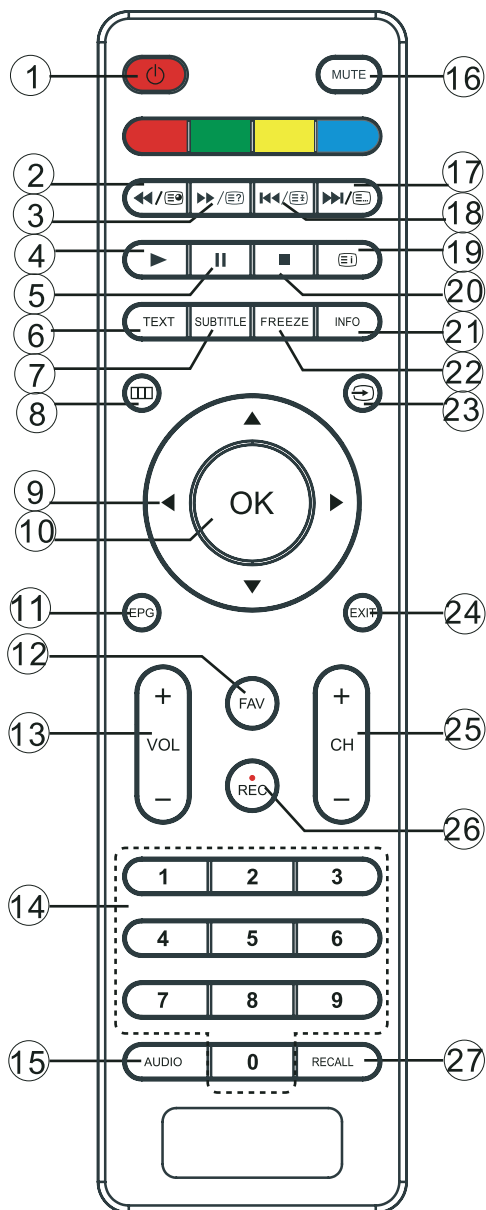 1 MUTE 16
2 17
3 18
4 19
5 20
6 TEXT SUBTITLE FREEZE INFO 21
7 22
8 23
9
10 OK
11 EPG EXIT 24
12 FAV
13 + VOL − + CH − 25
REC 26
1 2 3
14 4 5 6
7 8 9
15 AUDIO 0 RECALL 27